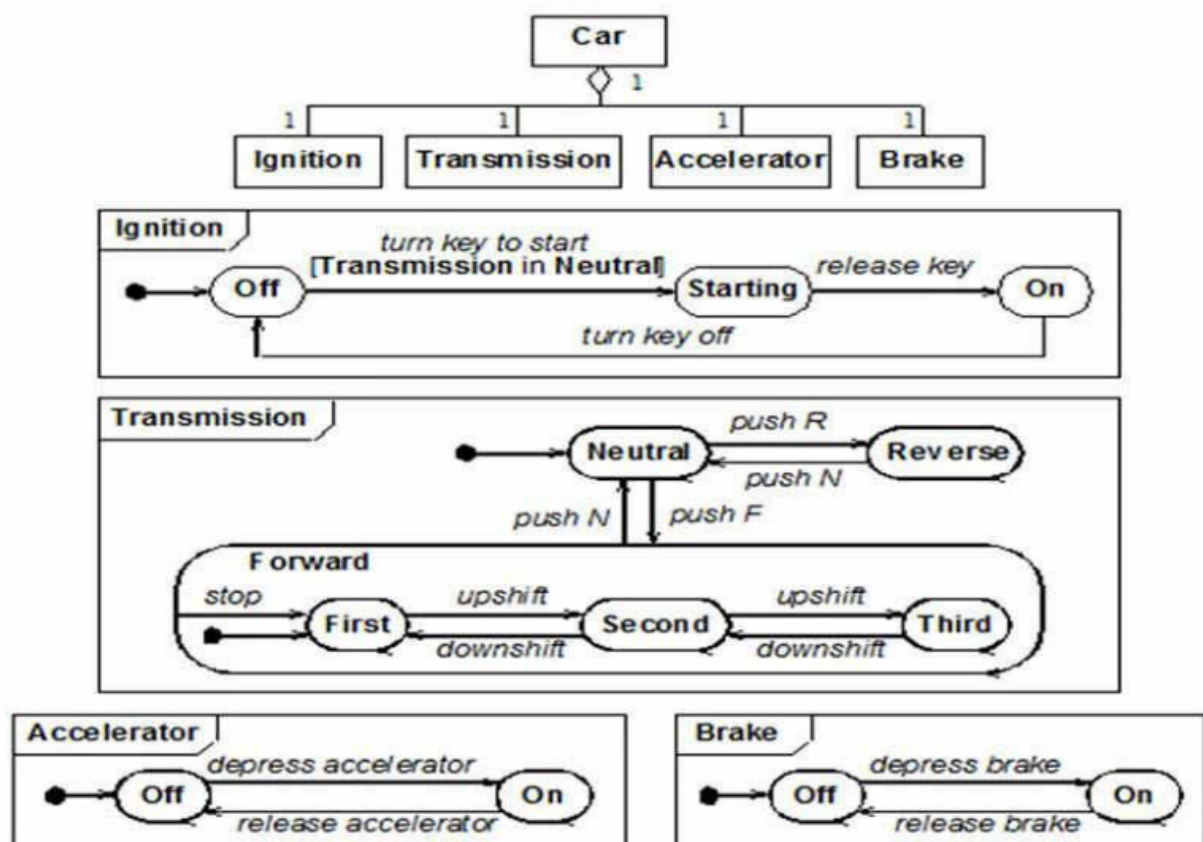 Car
1
1 1 1 1
Ignition Transmission Accelerator Brake
Ignition
turn key to start
[Transmission in Neutral]
release key
Off Starting On
turn key off
Transmission
push R
Neutral Reverse
push N
push N push F
Forward
stop upshift upshift
First Second Third
downshift downshift
Accelerator Brake
depress accelerator depress brake
Off On Off On
release accelerator release brake